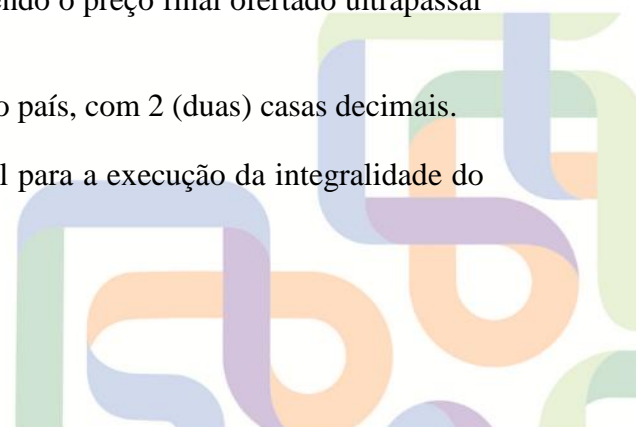 endo o preço final ofertado ultrapassar
o país, com 2 (duas) casas decimais.
l para a execução da integralidade do